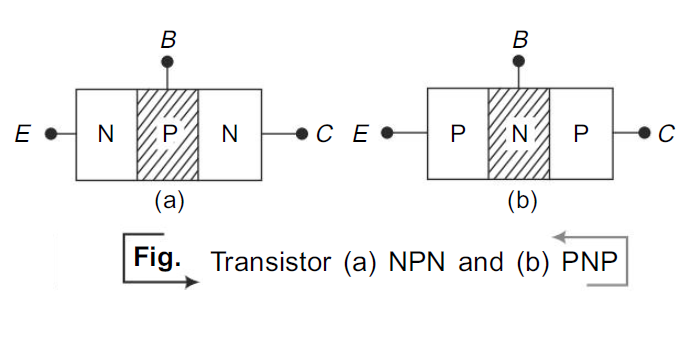 B B
E N P N C E P N P C
(a) (b)
Fig. Transistor (a) NPN and (b) PNP